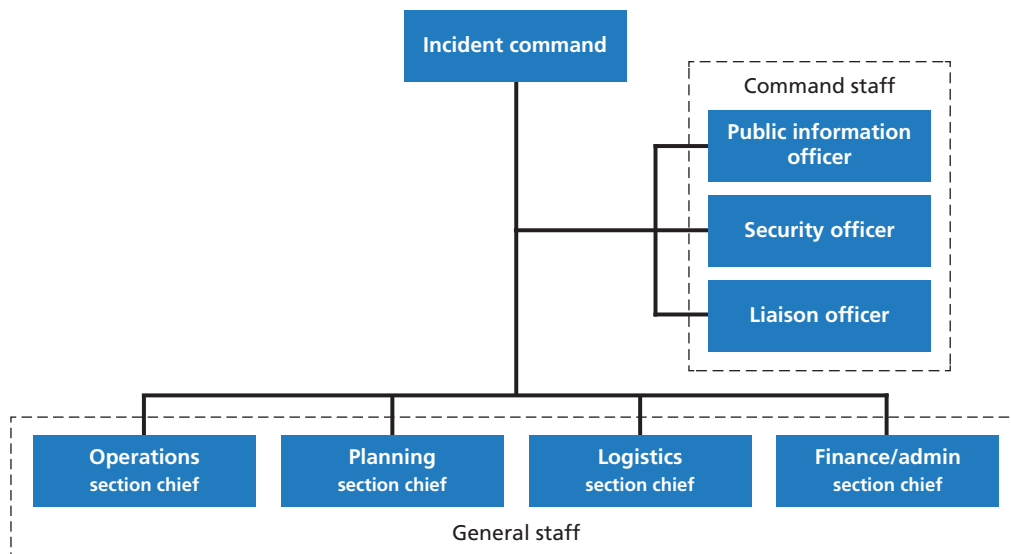 Incident command
Command staff
Public information
officer
Security officer
Liaison officer
Operations
section chief
Planning
section chief
Logistics
section chief
Finance/admin
section chief
General staff